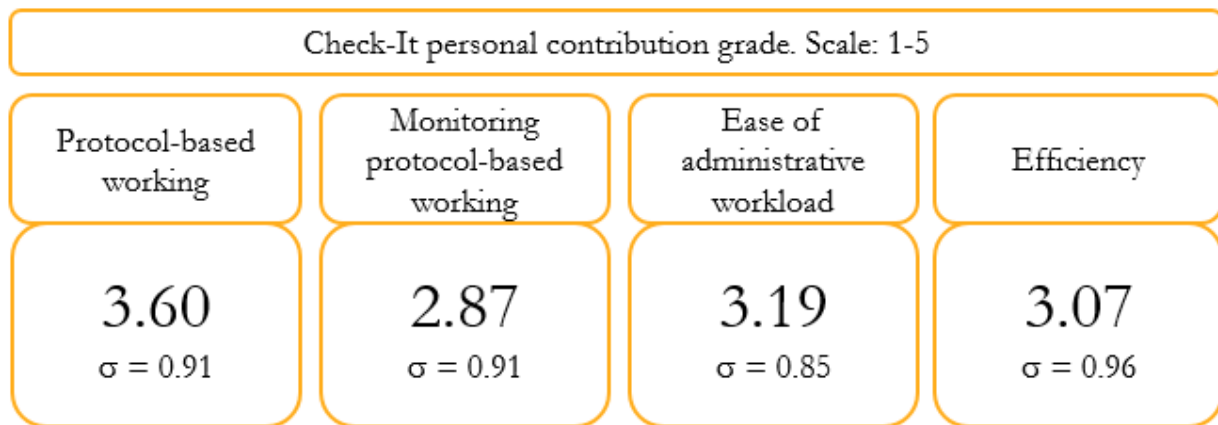 Check-It personal contribution grade. Scale: 1-5
Protocol-based
working
Monitoring
protocol-based
working
Ease of
administrative
workload
Efficiency
3.60
σ = 0.91
2.87
σ = 0.91
3.19
σ = 0.85
3.07
σ = 0.96